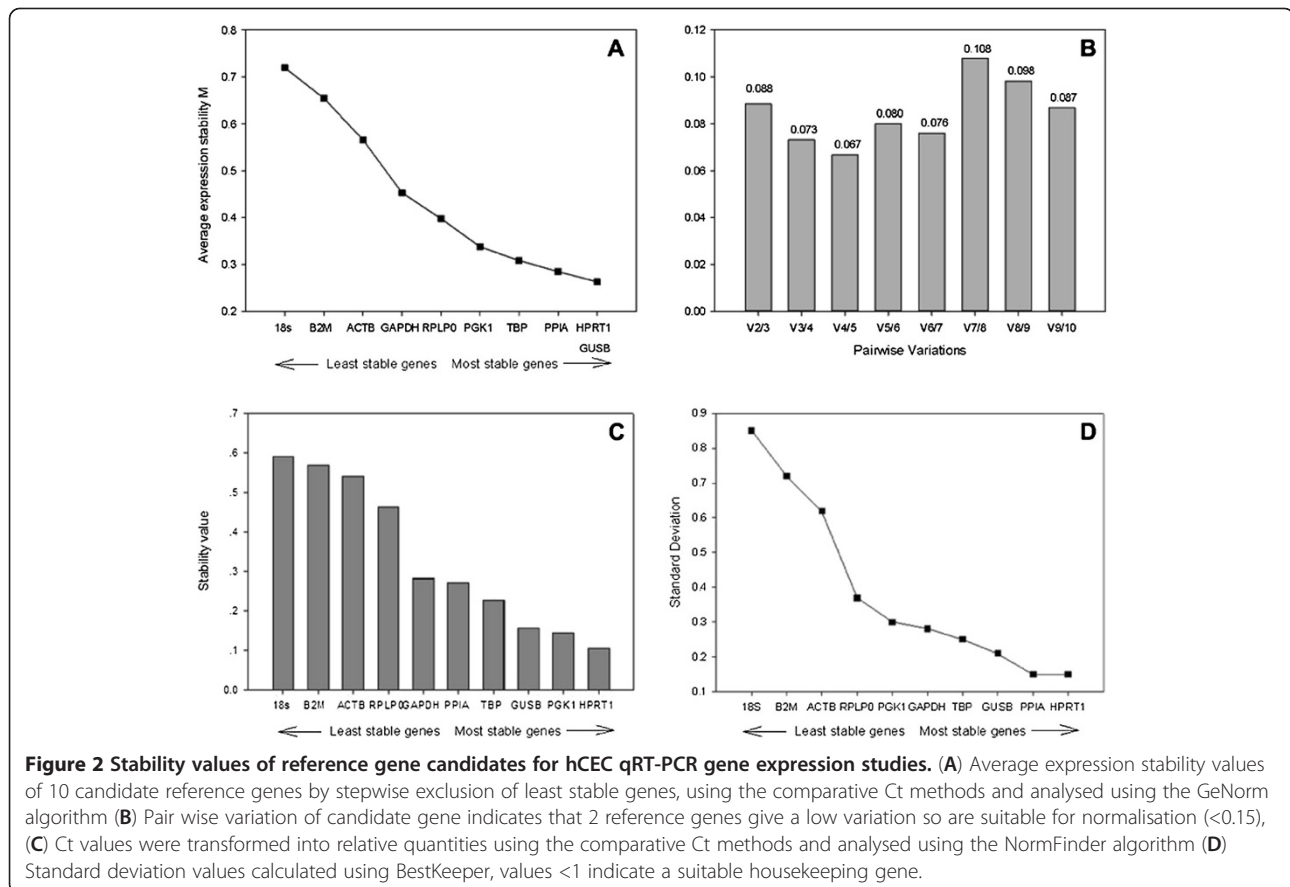 A
Average expression stability M
0.8
0.7
0.6
0.5
0.4
0.3
0.2
18s B2M ACTB GAPDH RPLP0 PGK1 TBP PPIA HPRT1
GUSB
Least stable genes Most stable genes
B
0.12
0.10
0.08
0.06
0.04
0.02
0.00
0.088
0.073
0.067
0.080
0.076
0.108
0.098
0.087
V2/3 V3/4 V4/5 V5/6 V6/7 V7/8 V8/9 V9/10
Pairwise Variations
C
Stability value
.7
.6
.5
.4
.3
.2
.1
0.0
18s B2M ACTB RPLP0 GAPDH PPIA TBP GUSB PGK1 HPRT1
Least stable genes Most stable genes
D
Standard Deviation
0.9
0.8
0.7
0.6
0.5
0.4
0.3
0.2
0.1
18S B2M ACTB RPLP0 PGK1 GAPDH TBP GUSB PPIA HPRT1
Least stable genes Most stable genes
Figure 2 Stability values of reference gene candidates for hCEC qRT-PCR gene expression studies. (A) Average expression stability values
of 10 candidate reference genes by stepwise exclusion of least stable genes, using the comparative Ct methods and analysed using the GeNorm
algorithm (B) Pair wise variation of candidate gene indicates that 2 reference genes give a low variation so are suitable for normalisation (<0.15),
(C) Ct values were transformed into relative quantities using the comparative Ct methods and analysed using the NormFinder algorithm (D)
Standard deviation values calculated using BestKeeper, values <1 indicate a suitable housekeeping gene.